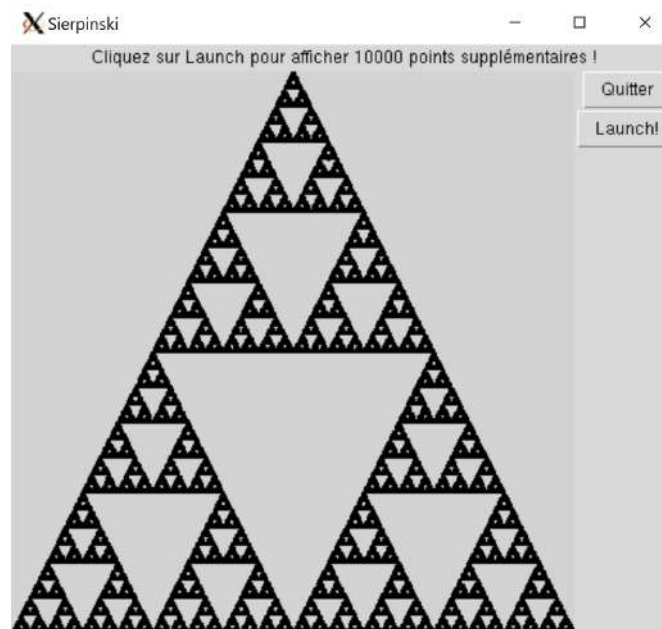 Sierpinski
Cliquez sur Launch pour afficher 10000 points supplémentaires !
Quitter
Launch!